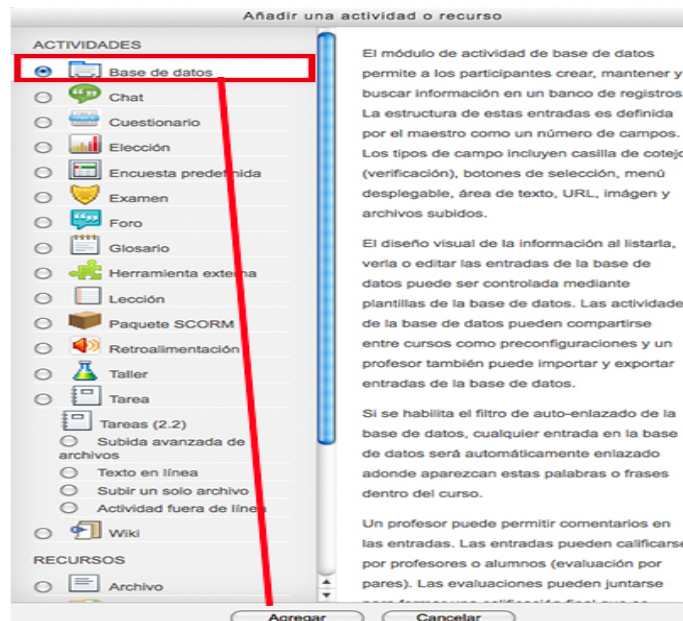 Añadir una actividad o recurso
ACTIVIDADES
Base de datos
Chat
Cuestionario
Elección
Encuesta predefinida
Examen
Foro
Glosario
Herramienta externa
Lección
Paquete SCORM
Retroalimentación
Taller
Tarea
Tareas (2.2)
Subida avanzada de
archivos
Texto en línea
Subir un solo archivo
Actividad fuera de línea
Wiki
RECURSOS
Archivo
El módulo de actividad de base de datos
permite a los participantes crear, mantener y
buscar información en un banco de registros
La estructura de estas entradas es definida
por el maestro como un número de campos.
Los tipos de campo incluyen casilla de cotejo
(verificación), botones de selección, menú
desplegable, área de texto, URL, imágen y
archivos subidos.
El diseño visual de la información al listarla,
verla o editar las entradas de la base de
datos puede ser controlada mediante
plantillas de la base de datos. Las actividade
de la base de datos pueden compartirse
entre cursos como preconfiguraciones y un
profesor también puede importar y exportar
entradas de la base de datos.
Si se habilita el filtro de auto-enlazado de la
base de datos, cualquier entrada en la base
de datos será automáticamente enlazado
adonde aparezcan estas palabras o frases
dentro del curso.
Un profesor puede permitir comentarios en
las entradas. Las entradas pueden calificarse
por profesores o alumnos (evaluación por
pares). Las evaluaciones pueden juntarse
Agregar
Cancelar